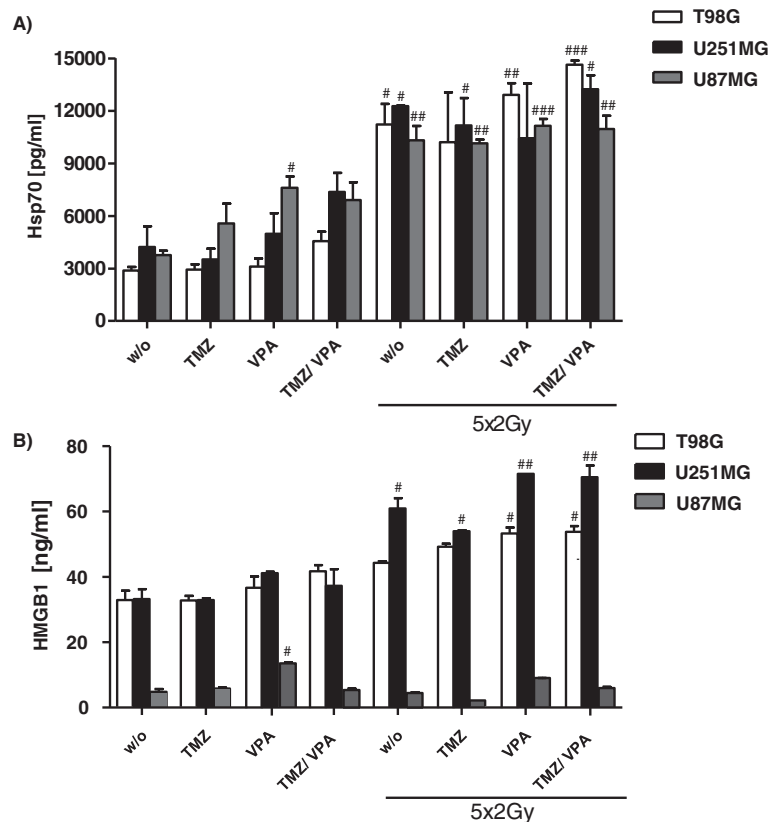 A)
T98G
U251MG
U87MG
Hsp70 [pg/ml]
15000
12000
9000
6000
3000
0
# # ## # ## ## ### ### # ##
#
w/o TMZ VPA TMZ/ VPA w/o TMZ VPA TMZ/ VPA
5x2Gy
B)
T98G
U251MG
U87MG
HMGB1 [ng/ml]
80
60
40
20
0
# # # ## # ##
#
w/o TMZ VPA TMZ/ VPA w/o TMZ VPA TMZ/ VPA
5x2Gy